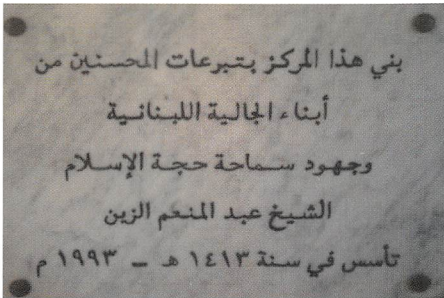 بني هذا المركز بتبرعات المحسنين من
أبناء الجالية اللبنانية
وجهود سماحة حجة الإسلام
الشيخ عبد المنعم الزين
تأسس في سنة ١٤١٣ هـ - ١٩٩٣ م